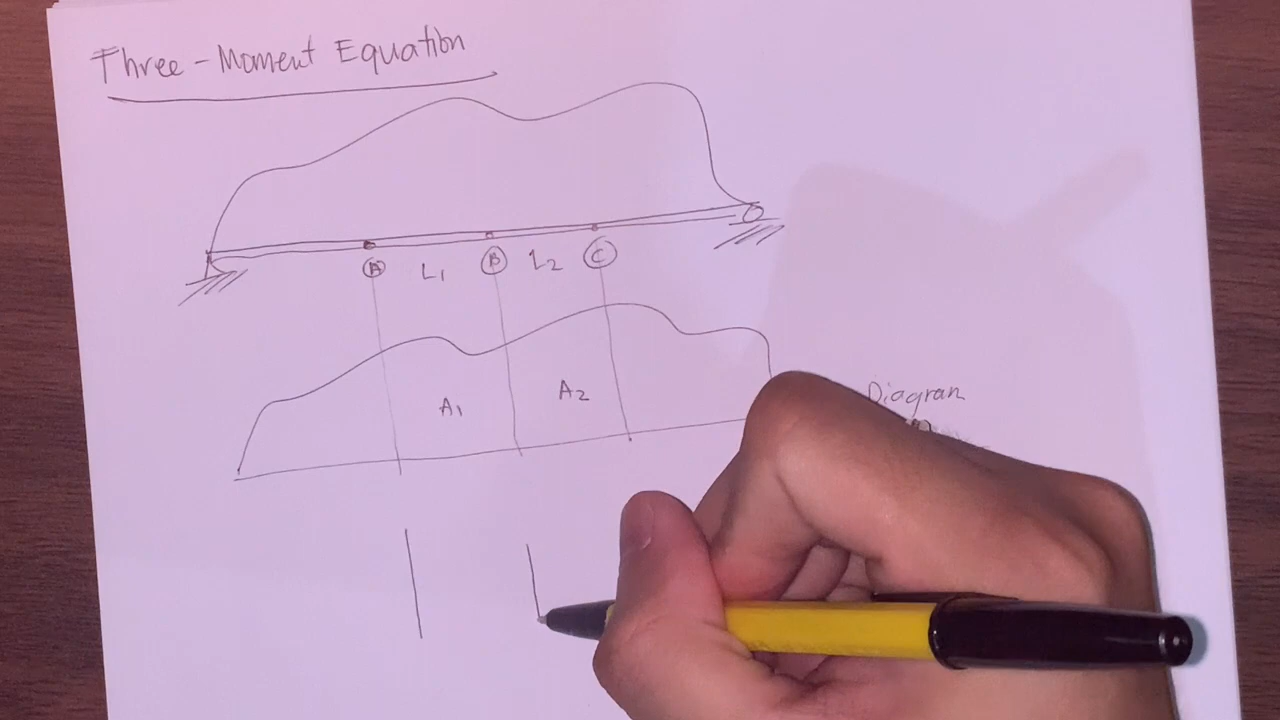 Three-Moment Equation
A L₁ B L₂ C
A₁ A₂
Diagram